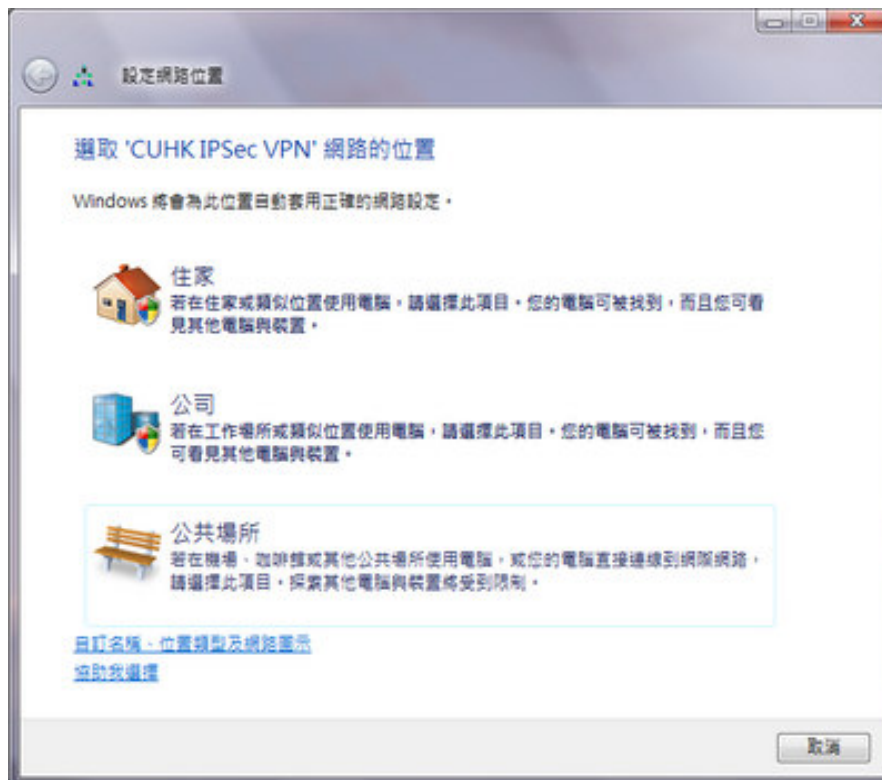 設定網路位置
選取 'CUHK IPSec VPN' 網路的位置
Windows 將會為此位置自動套用正確的網路設定。
住家
若在住家或類似位置使用電腦，請選擇此項目。您的電腦可被找到，而且您可看
見其他電腦與裝置。
公司
若在工作場所或類似位置使用電腦，請選擇此項目。您的電腦可被找到，而且您
可看見其他電腦與裝置。
公共場所
若在機場、咖啡館或其他公共場所使用電腦，或您的電腦直接連線到網際網路，
請選擇此項目。探索其他電腦與裝置將受到限制。
自訂名稱、位置類型及網路圖示
協助我選擇
取消